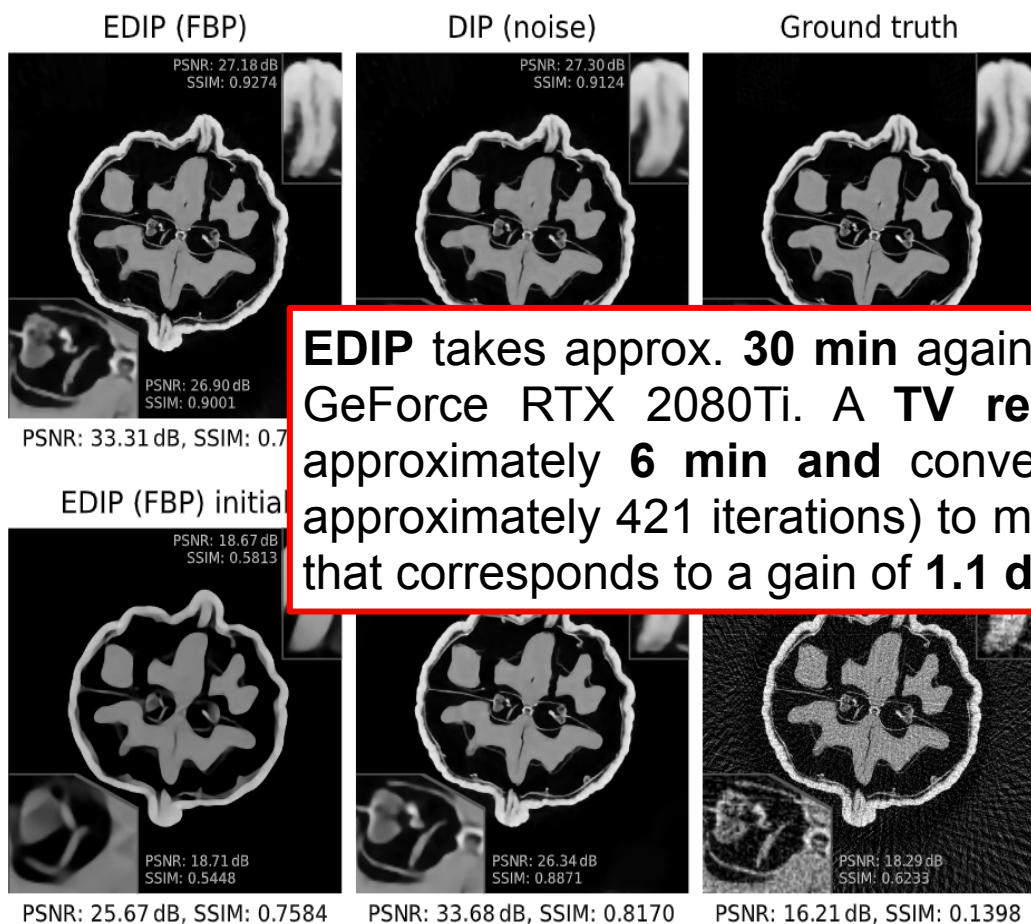 EDIP (FBP)
DIP (noise)
Ground truth
PSNR: 27.18 dB
SSIM: 0.9274
PSNR: 27.30 dB
SSIM: 0.9124
PSNR: 26.90 dB
SSIM: 0.9001
PSNR: 33.31 dB, SSIM: 0.7
EDIP takes approx. 30 min again
GeForce RTX 2080Ti. A TV re
approximately 6 min and conve
approximately 421 iterations) to m
that corresponds to a gain of 1.1 d
EDIP (FBP) initial
PSNR: 18.67 dB
SSIM: 0.5813
PSNR: 18.71 dB
SSIM: 0.5448
PSNR: 26.34 dB
SSIM: 0.8871
PSNR: 18.29 dB
SSIM: 0.6233
PSNR: 25.67 dB, SSIM: 0.7584
PSNR: 33.68 dB, SSIM: 0.8170
PSNR: 16.21 dB, SSIM: 0.1398